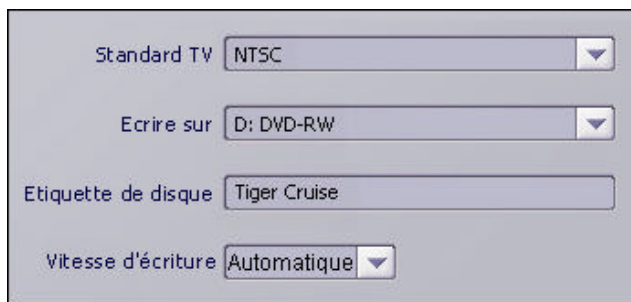 Standard TV NTSC
Ecrire sur D: DVD-RW
Etiquette de disque Tiger Cruise
Vitesse d'écriture Automatique